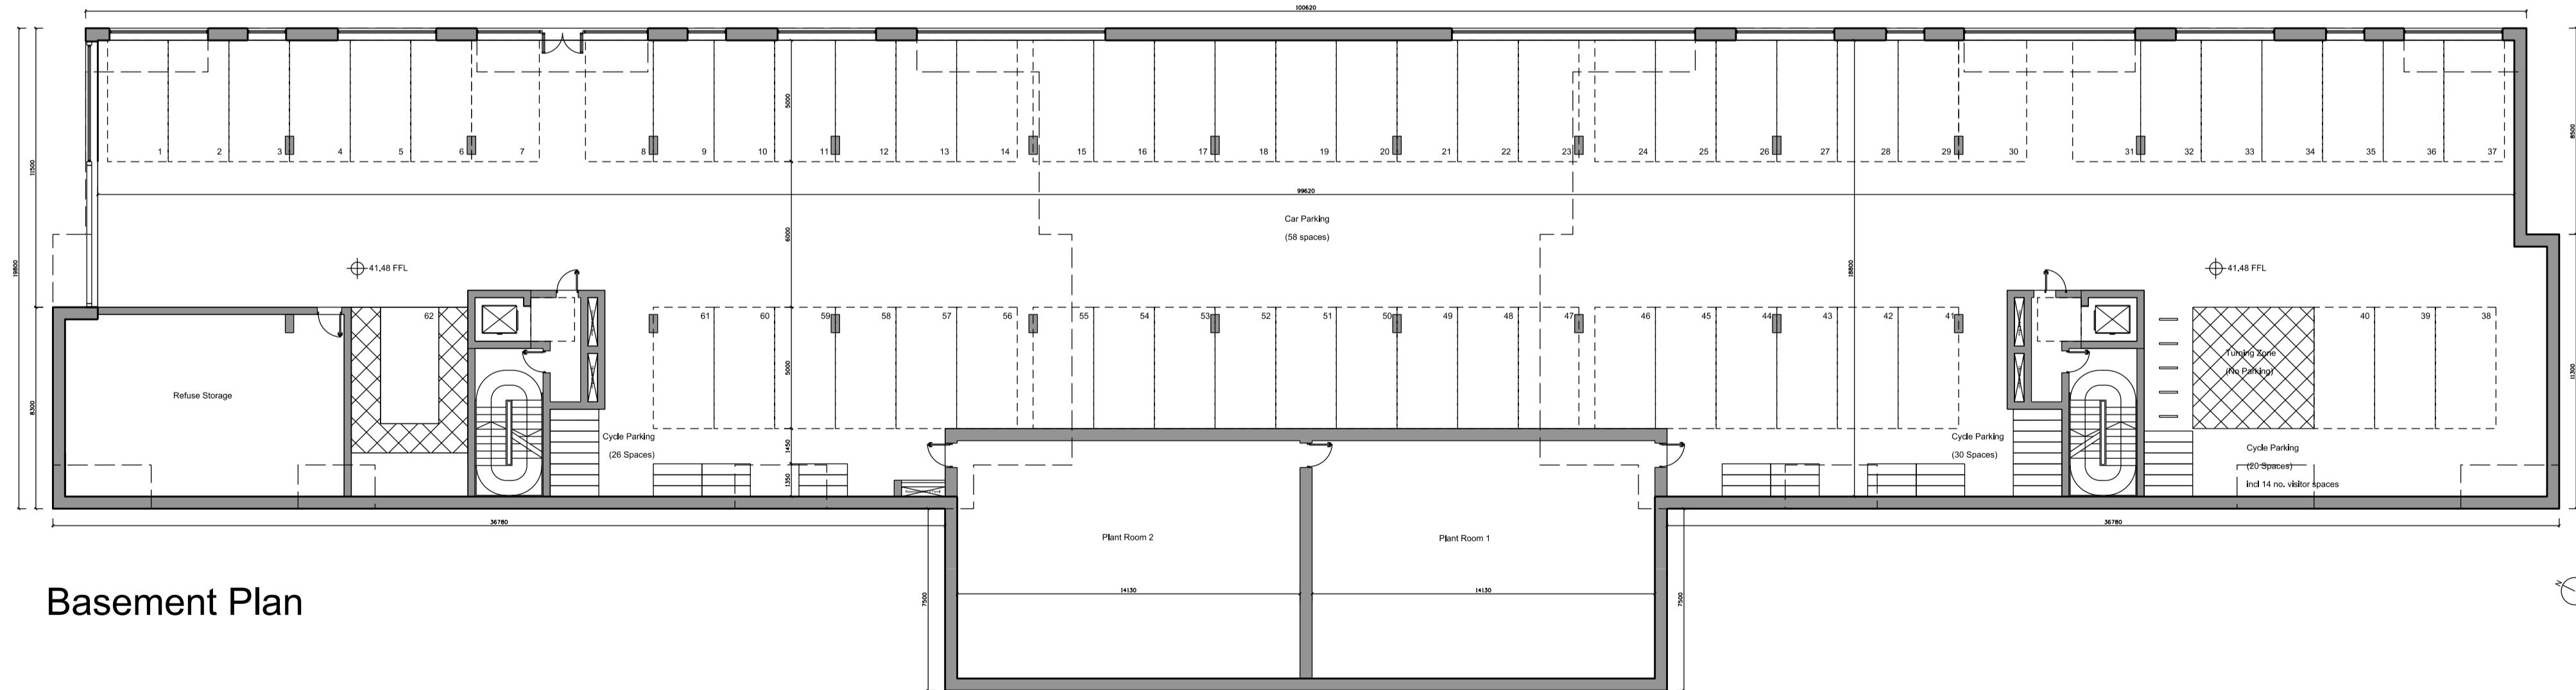 100620
19800
11500
5000
8500
1 2 3 4 5 6 7 8 9 10 11 12 13 14 15 16 17 18 19 20 21 22 23 24 25 26 27 28 29 30 31 32 33 34 35 36 37
99620
Car Parking
(58 spaces)
6000
18800
41.48 FFL
41.48 FFL
62 61 60 59 58 57 56 55 54 53 52 51 50 49 48 47 46 45 44 43 42 41 40 39 38
Turning Zone
(No Parking)
5000
11300
8300
Refuse Storage
Cycle Parking
(26 Spaces)
1450
1350
Cycle Parking
(30 Spaces)
Cycle Parking
(20 Spaces)
incl 14 no. visitor spaces
36780
36780
Plant Room 2
Plant Room 1
14130
14130
7500
7500
Basement Plan
N